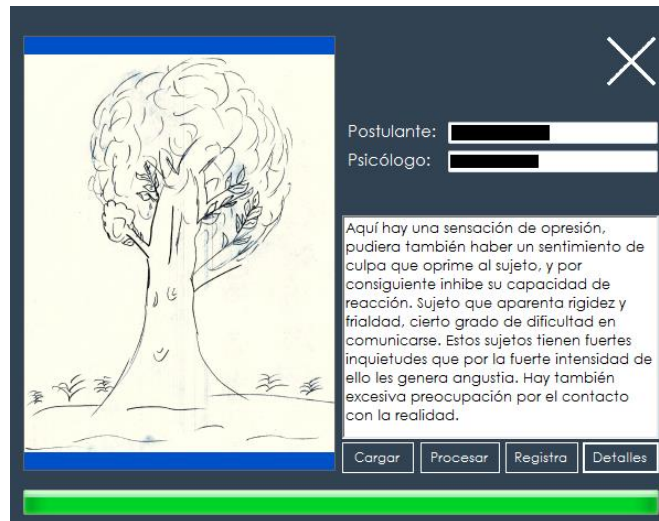 Postulante:
Psicólogo:
Aquí hay una sensación de opresión,
pudiera también haber un sentimiento de
culpa que oprime al sujeto, y por
consiguiente inhibe su capacidad de
reacción. Sujeto que aparenta rigidez y
frialdad, cierto grado de dificultad en
comunicarse. Estos sujetos tienen fuertes
inquietudes que por la fuerte intensidad de
ello les genera angustia. Hay también
excesiva preocupación por el contacto
con la realidad.
Cargar Procesar Registra Detalles